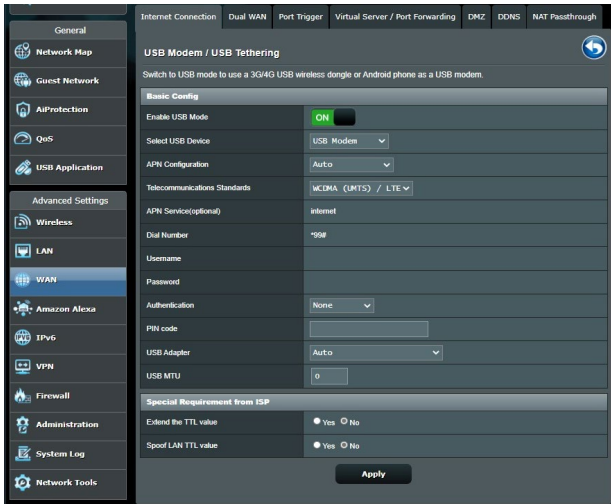 Internet Connection Dual WAN Port Trigger Virtual Server / Port Forwarding DMZ DDNS NAT Passthrough
General
Network Map
Guest Network
AiProtection
QoS
USB Application
Advanced Settings
Wireless
LAN
WAN
Amazon Alexa
IPv6
VPN
Firewall
Administration
System Log
Network Tools
USB Modem / USB Tethering
Switch to USB mode to use a 3G/4G USB wireless dongle or Android phone as a USB modem.
Basic Config
Enable USB Mode ON
Select USB Device USB Modem
APN Configuration Auto
Telecommunications Standards WCDMA (UMTS) / LTE
APN Service(optional) internet
Dial Number *99#
Username
Password
Authentication None
PIN code
USB Adapter Auto
USB MTU 0
Special Requirement from ISP
Extend the TTL value Yes No
Spoof LAN TTL value Yes No
Apply